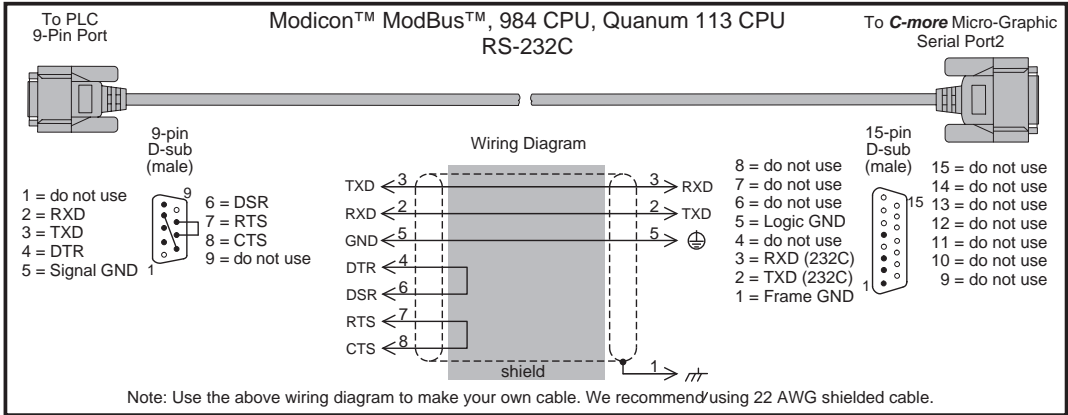 To PLC
9-Pin Port
Modicon™ ModBus™, 984 CPU, Quanum 113 CPU
RS-232C
To C-more Micro-Graphic
Serial Port2
9-pin
D-sub
(male)
1 = do not use
2 = RXD
3 = TXD
4 = DTR
5 = Signal GND
9
1
6 = DSR
7 = RTS
8 = CTS
9 = do not use
Wiring Diagram
TXD 3 3 RXD
RXD 2 2 TXD
GND 5 5
DTR 4
DSR 6
RTS 7
CTS 8
shield
1
15-pin
D-sub
(male)
8 = do not use
7 = do not use
6 = do not use
5 = Logic GND
4 = do not use
3 = RXD (232C)
2 = TXD (232C)
1 = Frame GND
15
1
15 = do not use
14 = do not use
13 = do not use
12 = do not use
11 = do not use
10 = do not use
9 = do not use
Note: Use the above wiring diagram to make your own cable. We recommend using 22 AWG shielded cable.